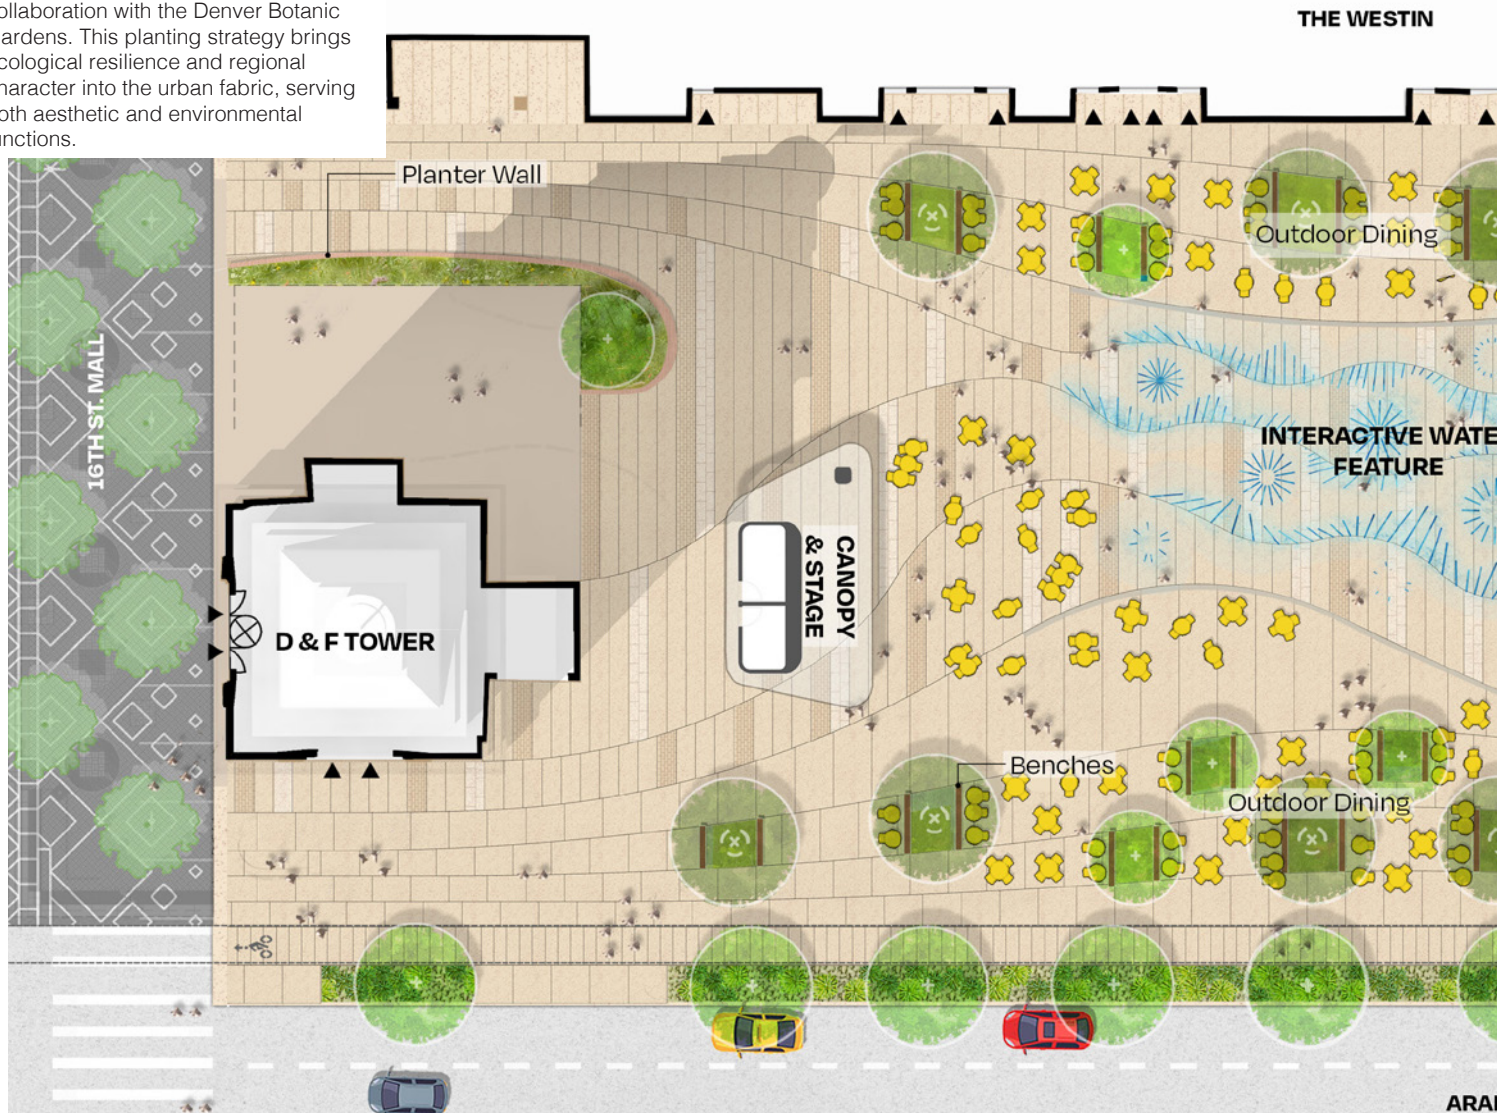 ollaboration with the Denver Botanic
ardens. This planting strategy brings
cological resilience and regional
haracter into the urban fabric, serving
oth aesthetic and environmental
unctions.
THE WESTIN
Planter Wall
Outdoor Dining
16TH ST. MALL
INTERACTIVE WATE
FEATURE
CANOPY
& STAGE
D & F TOWER
Benches
Outdoor Dining
ARA